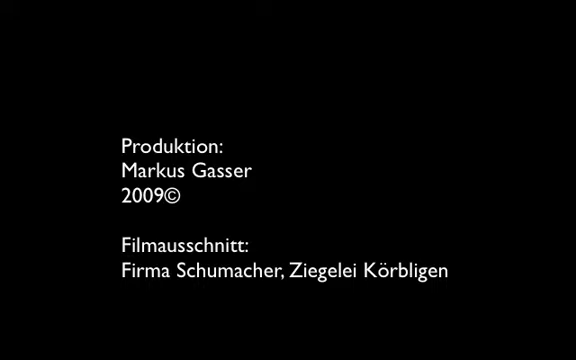 Produktion:
Markus Gasser
2009©
Filmausschnitt:
Firma Schumacher, Ziegelei Körbligen